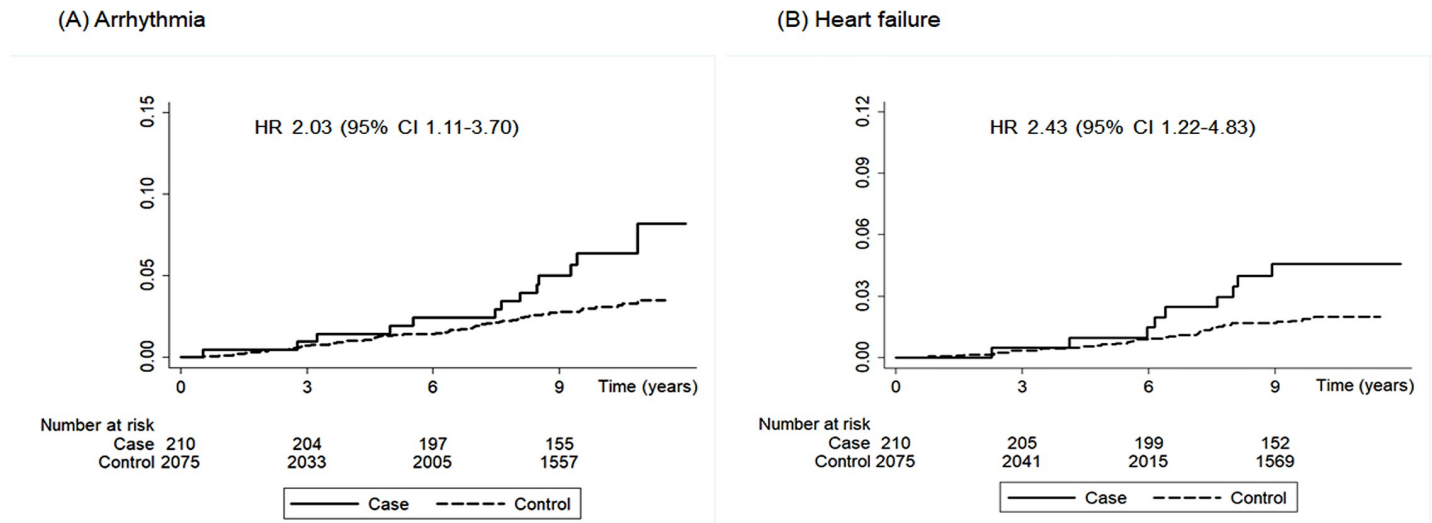 (A) Arrhythmia
HR 2.03 (95% CI 1.11-3.70)
0.15
0.10
0.05
0.00
0 3 6 9 Time (years)
Number at risk
Case 210 204 197 155
Control 2075 2033 2005 1557
Case Control
(B) Heart failure
HR 2.43 (95% CI 1.22-4.83)
0.12
0.09
0.06
0.03
0.00
0 3 6 9 Time (years)
Number at risk
Case 210 205 199 152
Control 2075 2041 2015 1569
Case Control